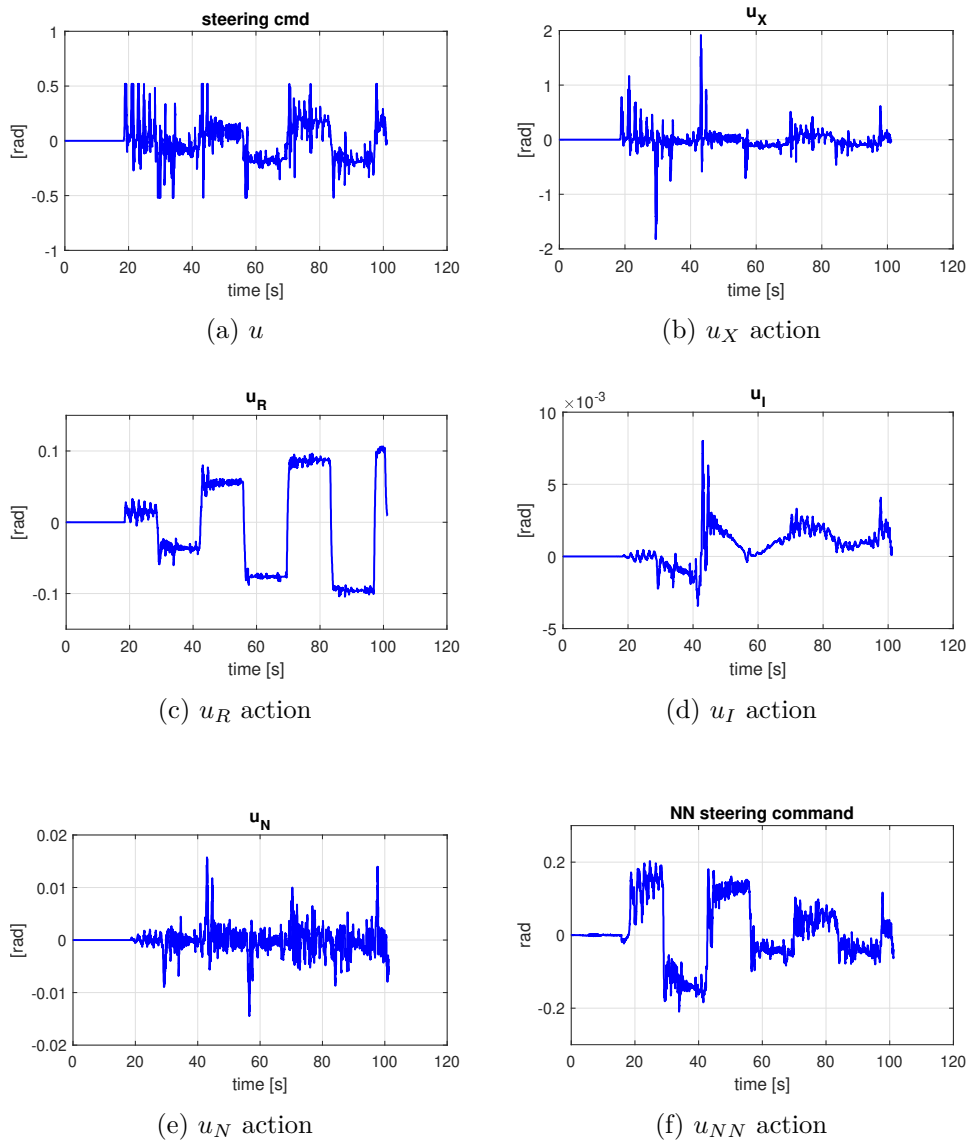 steering cmd
1
0.5
0
-0.5
-1
[rad]
0 20 40 60 80 100 120
time [s]
(a) u
u_X
2
1
0
-1
-2
[rad]
0 20 40 60 80 100 120
time [s]
(b) u_X action
u_R
0.1
0
-0.1
[rad]
0 20 40 60 80 100 120
time [s]
(c) u_R action
×10^-3
u_I
10
5
0
-5
[rad]
0 20 40 60 80 100 120
time [s]
(d) u_I action
u_N
0.02
0.01
0
-0.01
-0.02
[rad]
0 20 40 60 80 100 120
time [s]
(e) u_N action
NN steering command
0.2
0
-0.2
rad
0 20 40 60 80 100 120
time [s]
(f) u_NN action